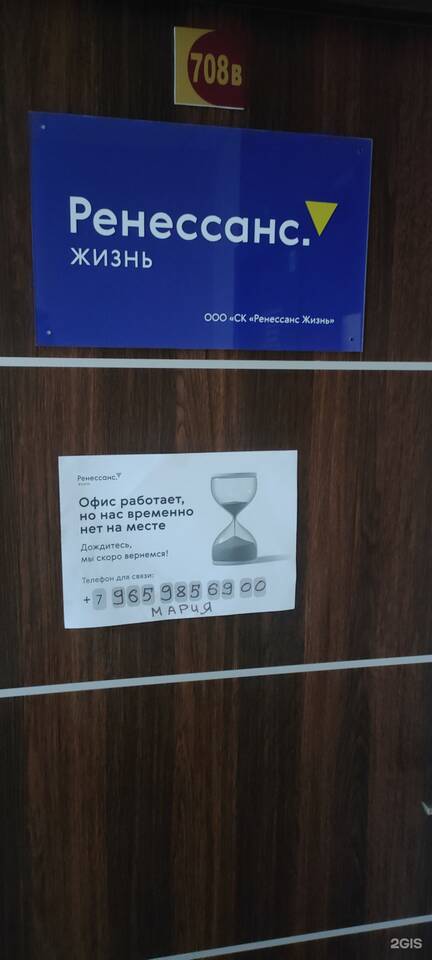 708в
Ренессанс.
жизнь
ООО «СК «Ренессанс Жизнь»
Ренессанс.
Офис работает,
но нас временно
нет на месте
Дождитесь,
мы скоро вернемся!
Телефон для связи:
+7 965 985 69 00
МАРИЯ
2GIS